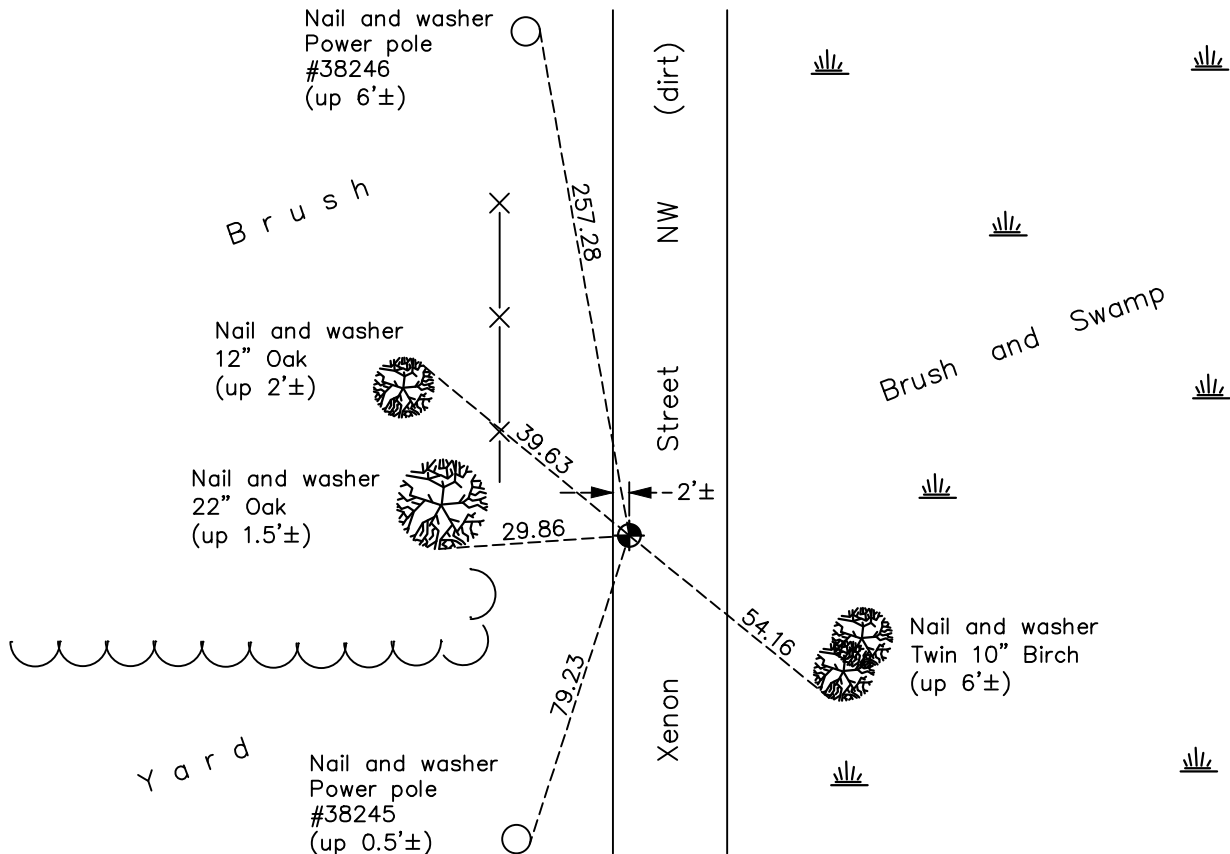 Nail and washer
Power pole
#38246
(up 6'±)
(dirt)
257.28
NW
Brush
Brush and Swamp
Nail and washer
12" Oak
(up 2'±)
Street
39.63
Nail and washer
22" Oak
(up 1.5'±)
2'±
29.86
54.16
Nail and washer
Twin 10" Birch
(up 6'±)
79.23
Xenon
Yard
Nail and washer
Power pole
#38245
(up 0.5'±)